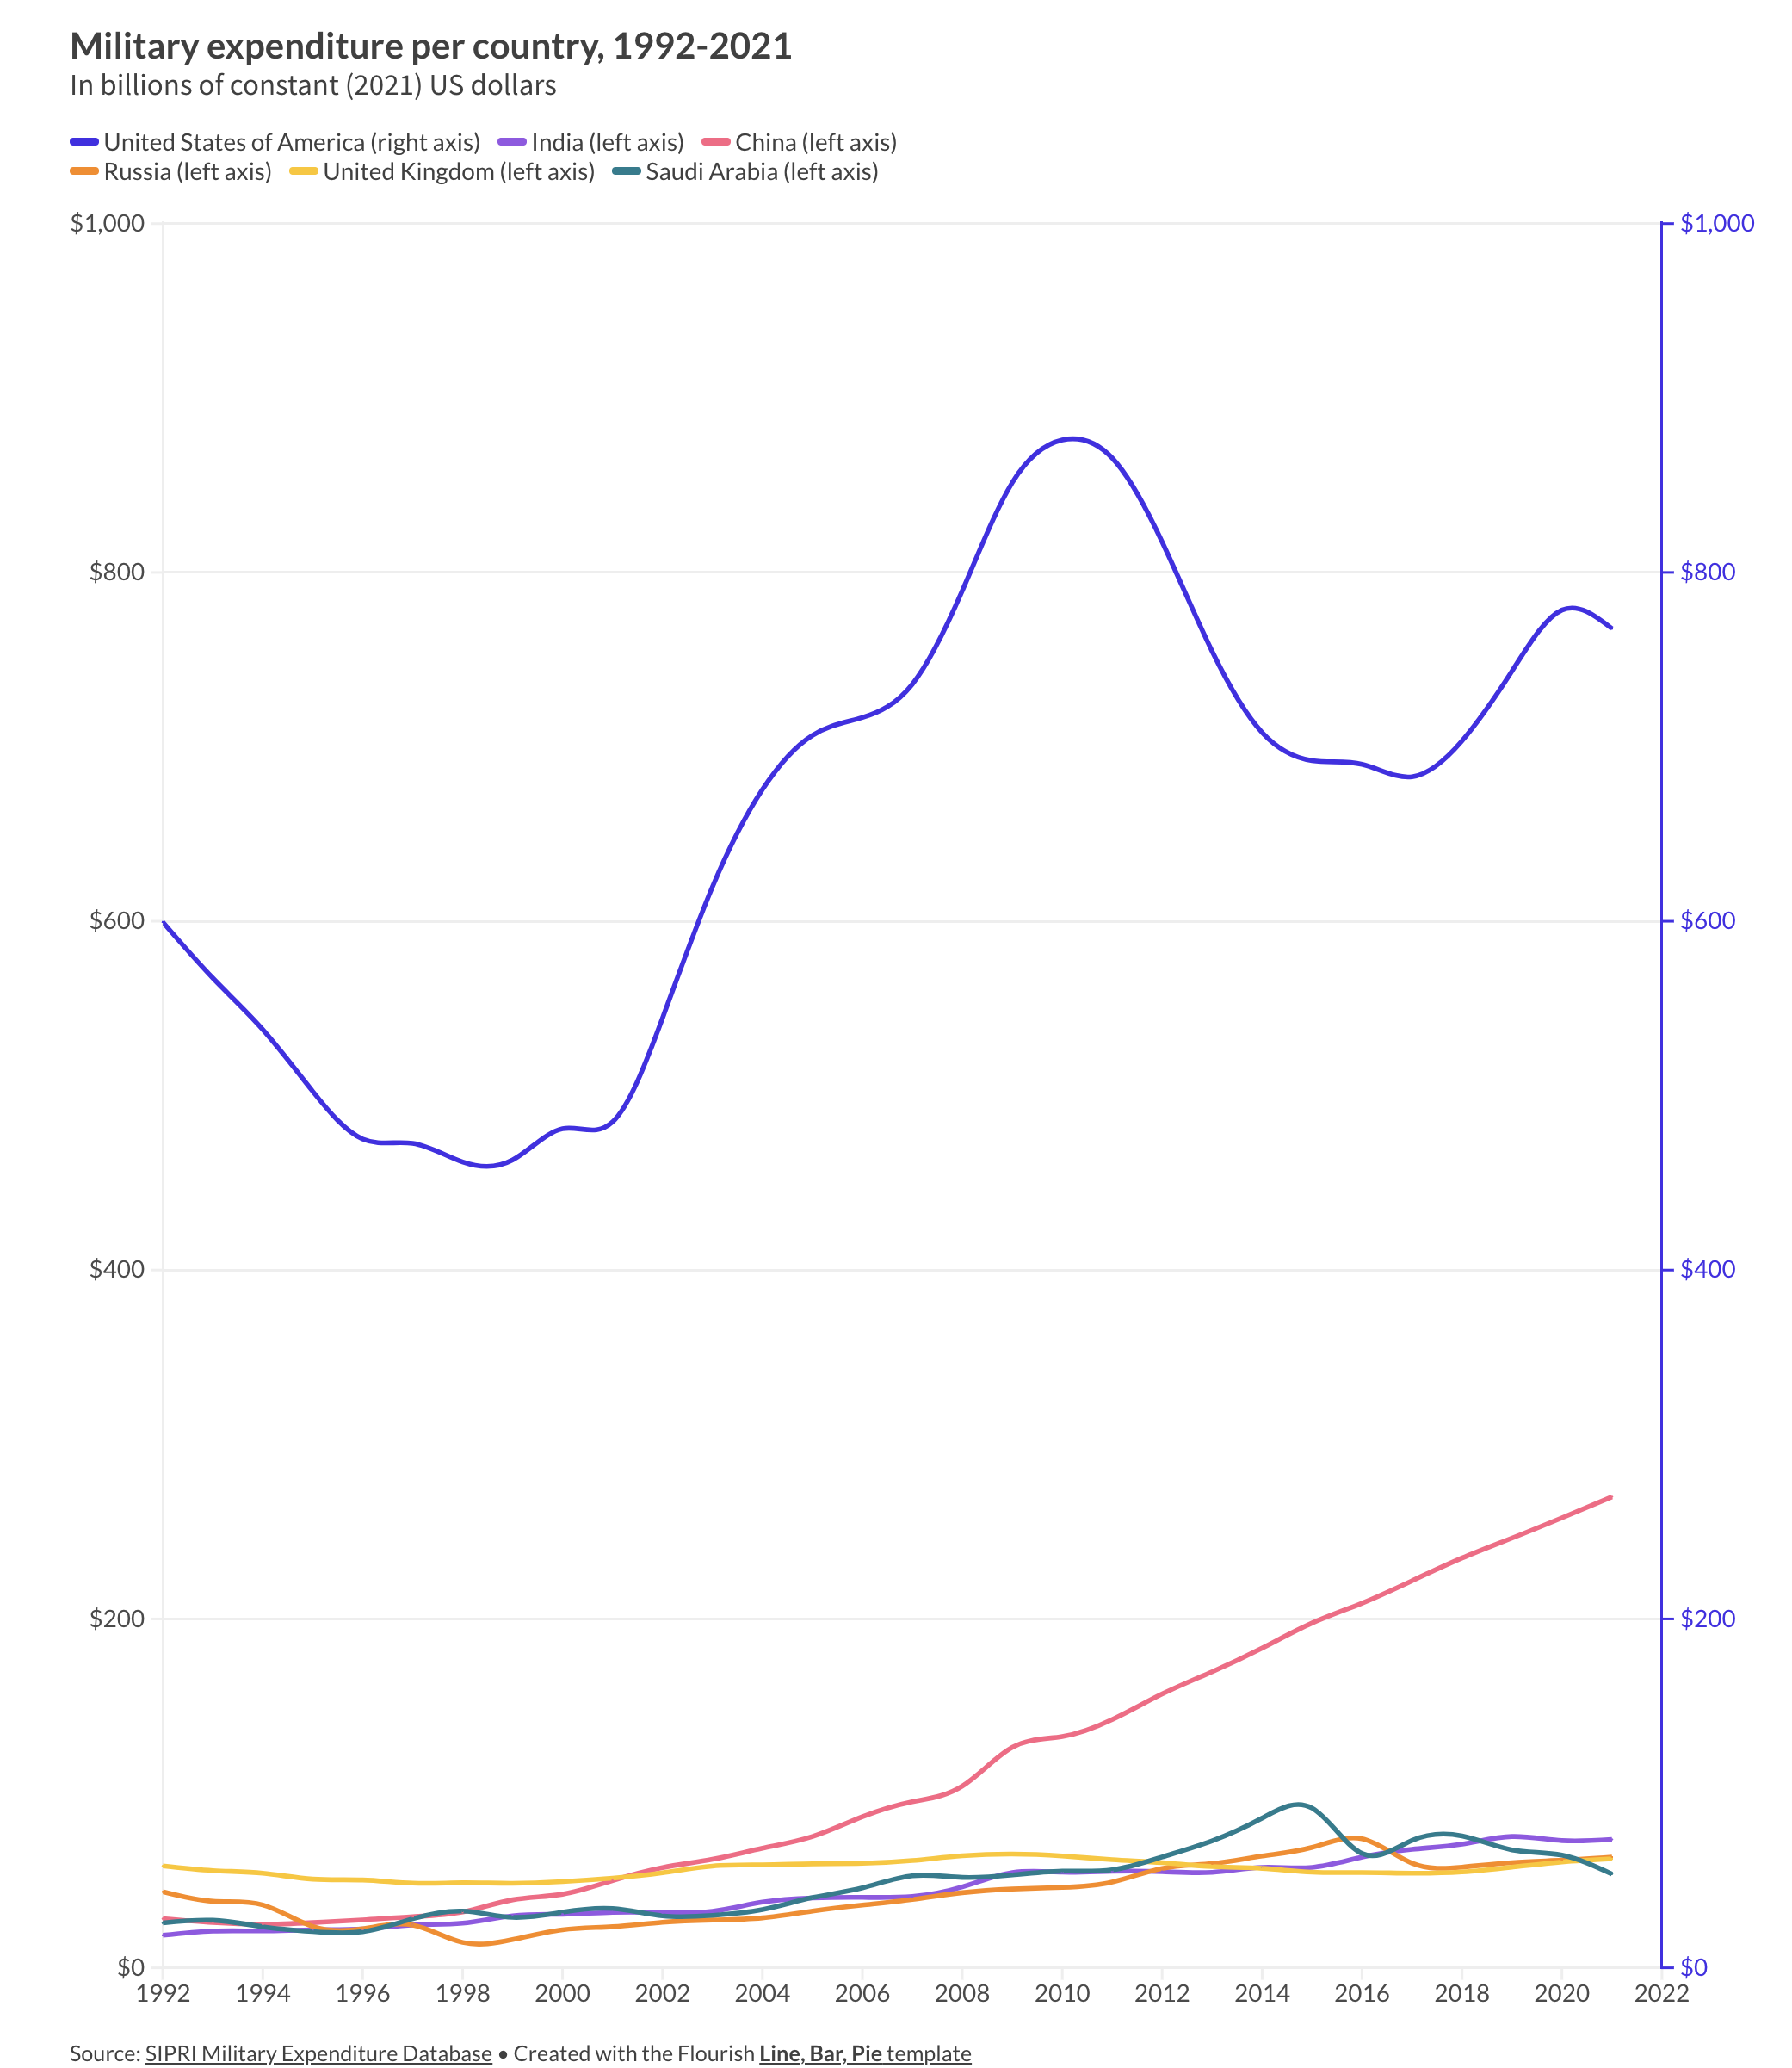 Military expenditure per country, 1992-2021
In billions of constant (2021) US dollars
United States of America (right axis) India (left axis) China (left axis)
Russia (left axis) United Kingdom (left axis) Saudi Arabia (left axis)
$1,000 $1,000
$800 $800
$600 $600
$400 $400
$200 $200
$0 $0
1992 1994 1996 1998 2000 2002 2004 2006 2008 2010 2012 2014 2016 2018 2020 2022
Source: SIPRI Military Expenditure Database • Created with the Flourish Line, Bar, Pie template